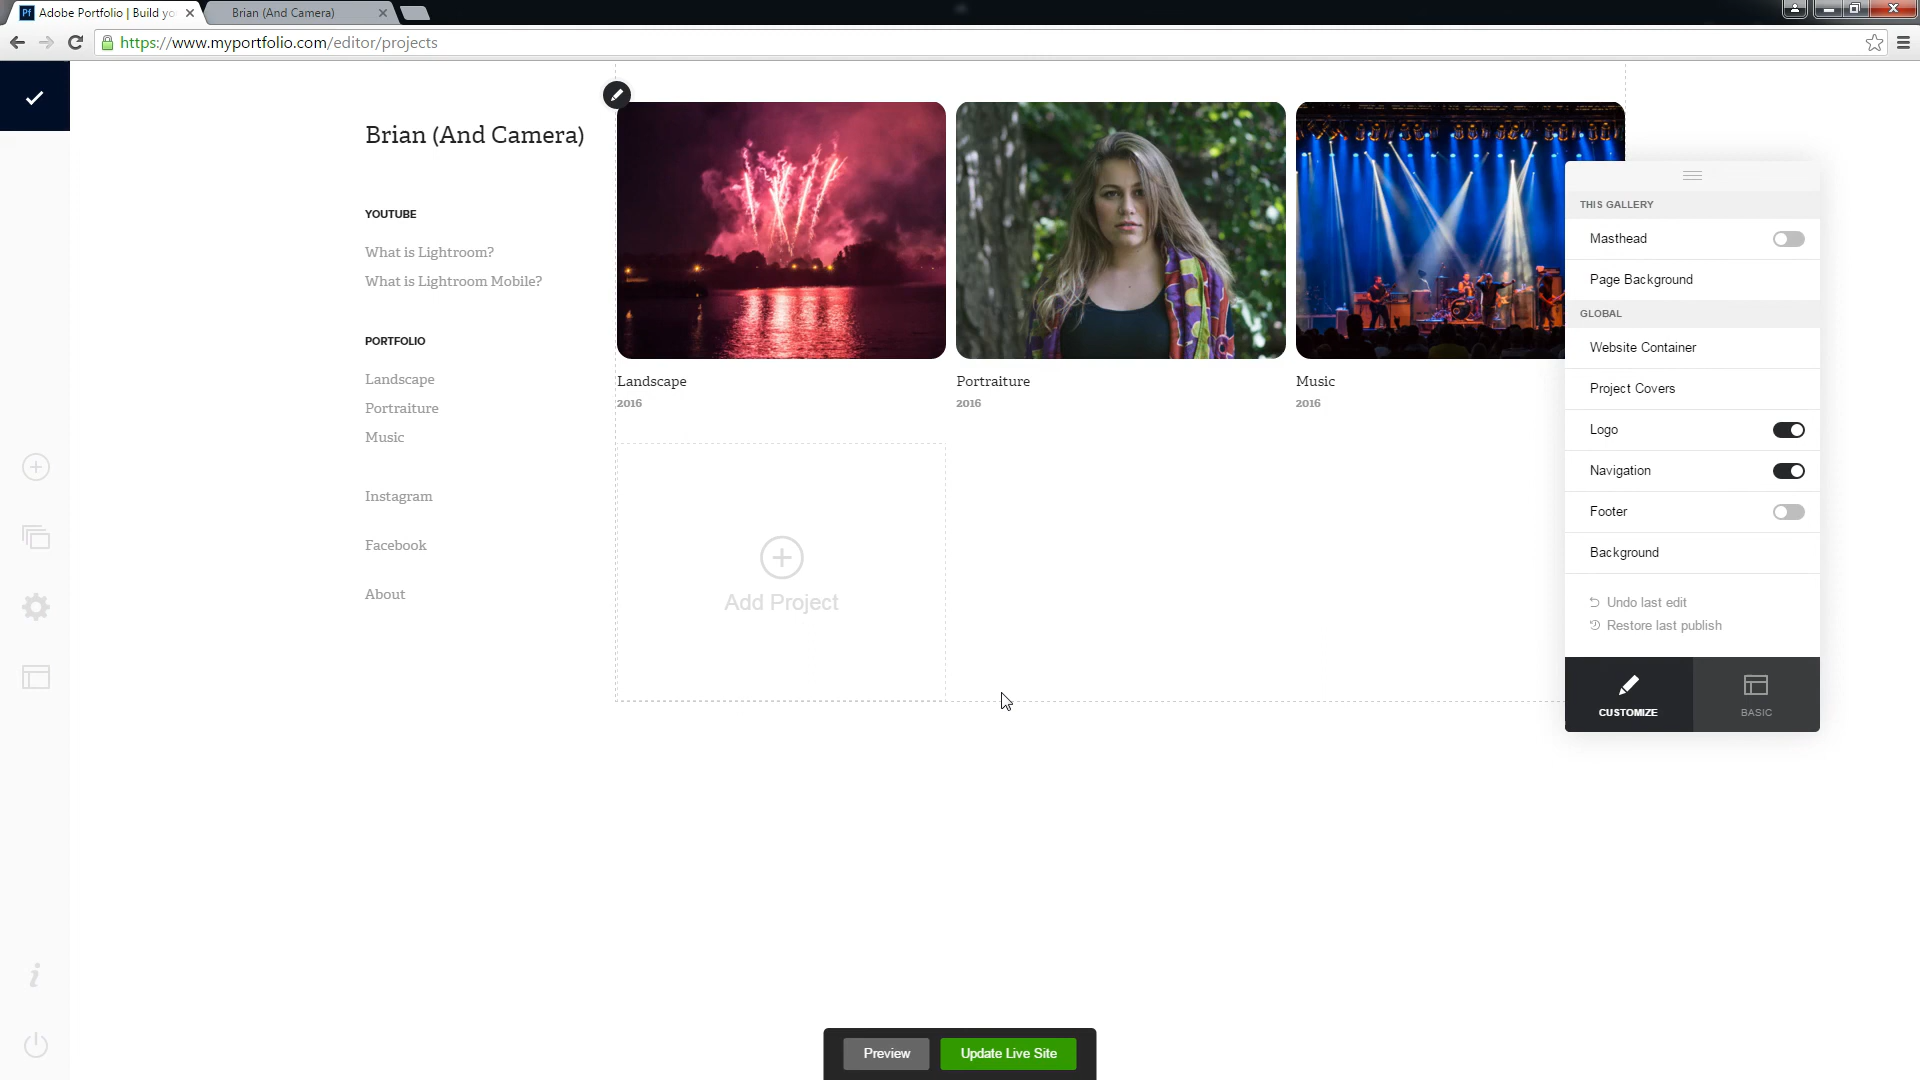 Pf Adobe Portfolio | Build yo
Brian (And Camera)
https://www.myportfolio.com/editor/projects
Brian (And Camera)
YOUTUBE
What is Lightroom?
What is Lightroom Mobile?
PORTFOLIO
Landscape
Portraiture
Music
Instagram
Facebook
About
Landscape
2016
Portraiture
2016
Music
2016
Add Project
THIS GALLERY
Masthead
Page Background
GLOBAL
Website Container
Project Covers
Logo
Navigation
Footer
Background
Undo last edit
Restore last publish
CUSTOMIZE
BASIC
i
Preview
Update Live Site